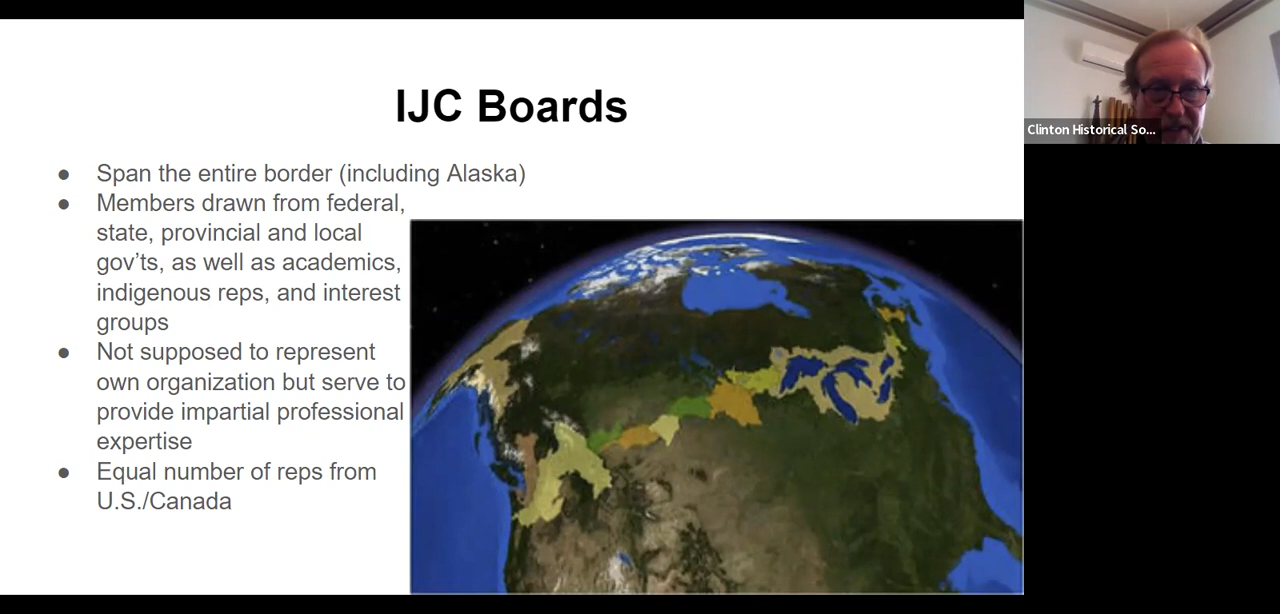 IJC Boards
● Span the entire border (including Alaska)
● Members drawn from federal,
state, provincial and local
gov'ts, as well as academics,
indigenous reps, and interest
groups
● Not supposed to represent
own organization but serve to
provide impartial professional
expertise
● Equal number of reps from
U.S./Canada
Clinton Historical So...